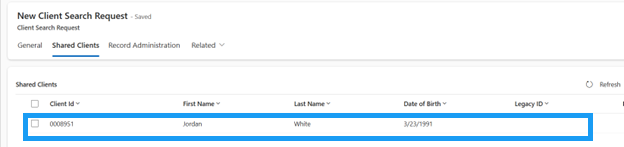 New Client Search Request - Saved
Client Search Request
General Shared Clients Record Administration Related
Shared Clients Refresh
Client Id First Name Last Name Date of Birth Legacy ID
0008951 Jordan White 3/23/1991